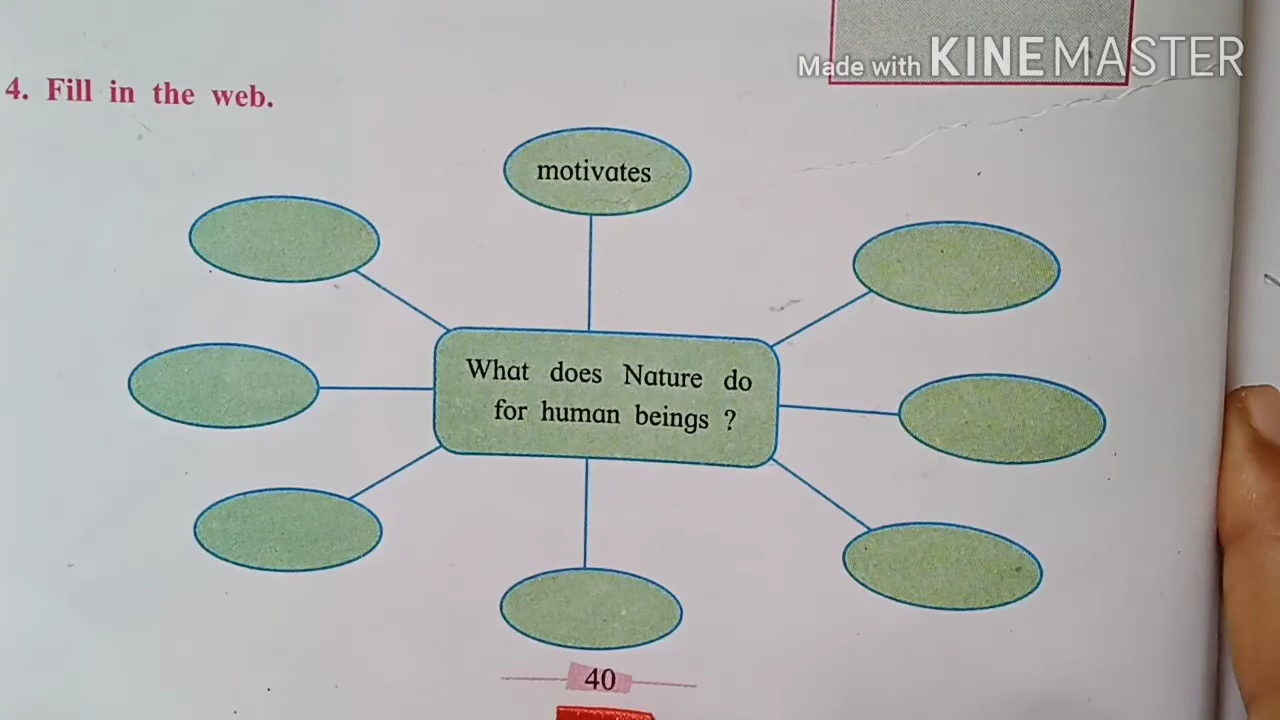 Made with KINEMASTER
4. Fill in the web.
motivates
What does Nature do
for human beings ?
40